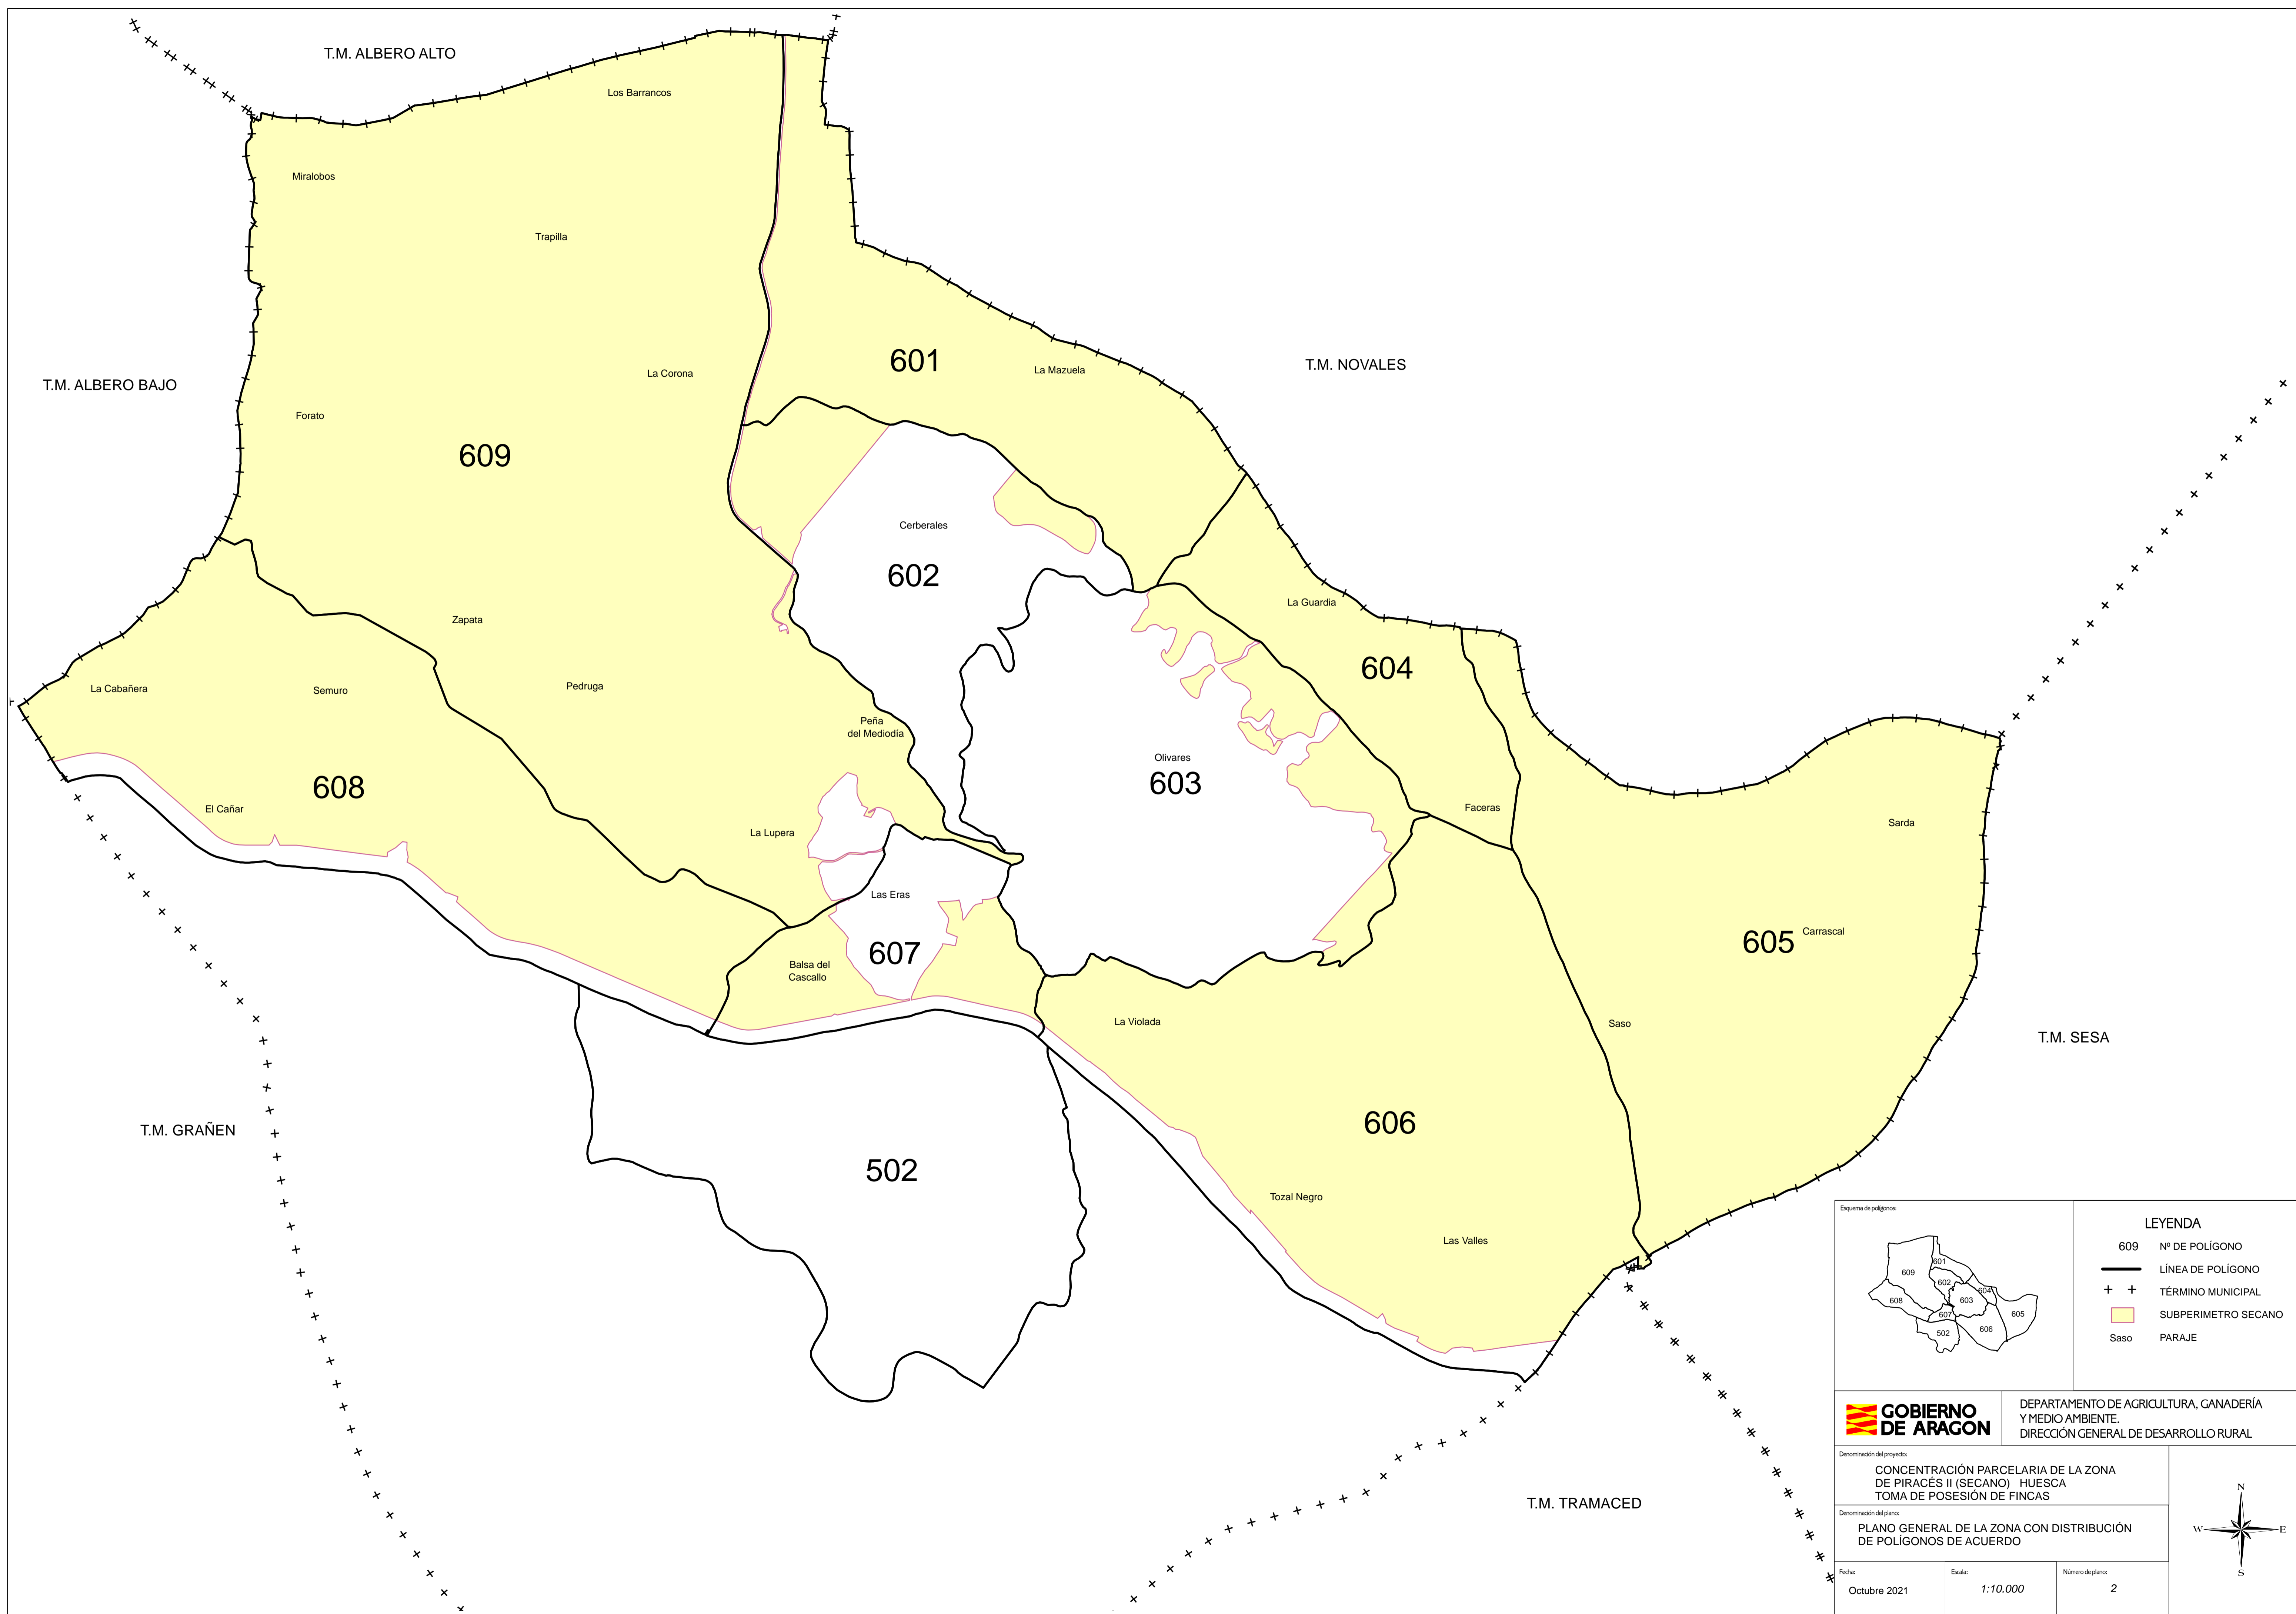 T.M. ALBERO ALTO
Los Barrancos
Miralobos
Trapilla
601
La Mazuela
T.M. NOVALES
La Corona
T.M. ALBERO BAJO
Forato
609
Cerberales
602
La Guardia
Zapata
604
La Cabañera
Semuro
Pedruga
Peña
del Mediodía
Olivares
603
608
El Cañar
Faceras
La Lupera
Sarda
Las Eras
Carrascal
605
607
Balsa del
Cascallo
La Violada
Saso
T.M. SESA
606
T.M. GRAÑEN
502
Tozal Negro
Las Valles
T.M. TRAMACED
Esquema de polígonos:
601
609
602
604
608
603
607
605
606
502
LEYENDA
609 Nº DE POLÍGONO
LÍNEA DE POLÍGONO
TÉRMINO MUNICIPAL
SUBPERIMETRO SECANO
Saso PARAJE
GOBIERNO
DE ARAGON
DEPARTAMENTO DE AGRICULTURA, GANADERÍA
Y MEDIO AMBIENTE.
DIRECCIÓN GENERAL DE DESARROLLO RURAL
Denominación del proyecto:
CONCENTRACIÓN PARCELARIA DE LA ZONA
DE PIRACÉS II (SECANO) HUESCA
TOMA DE POSESIÓN DE FINCAS
Denominación del plano:
PLANO GENERAL DE LA ZONA CON DISTRIBUCIÓN
DE POLÍGONOS DE ACUERDO
Fecha:
Octubre 2021
Escala:
1:10.000
Número de plano:
2
N
W E
S